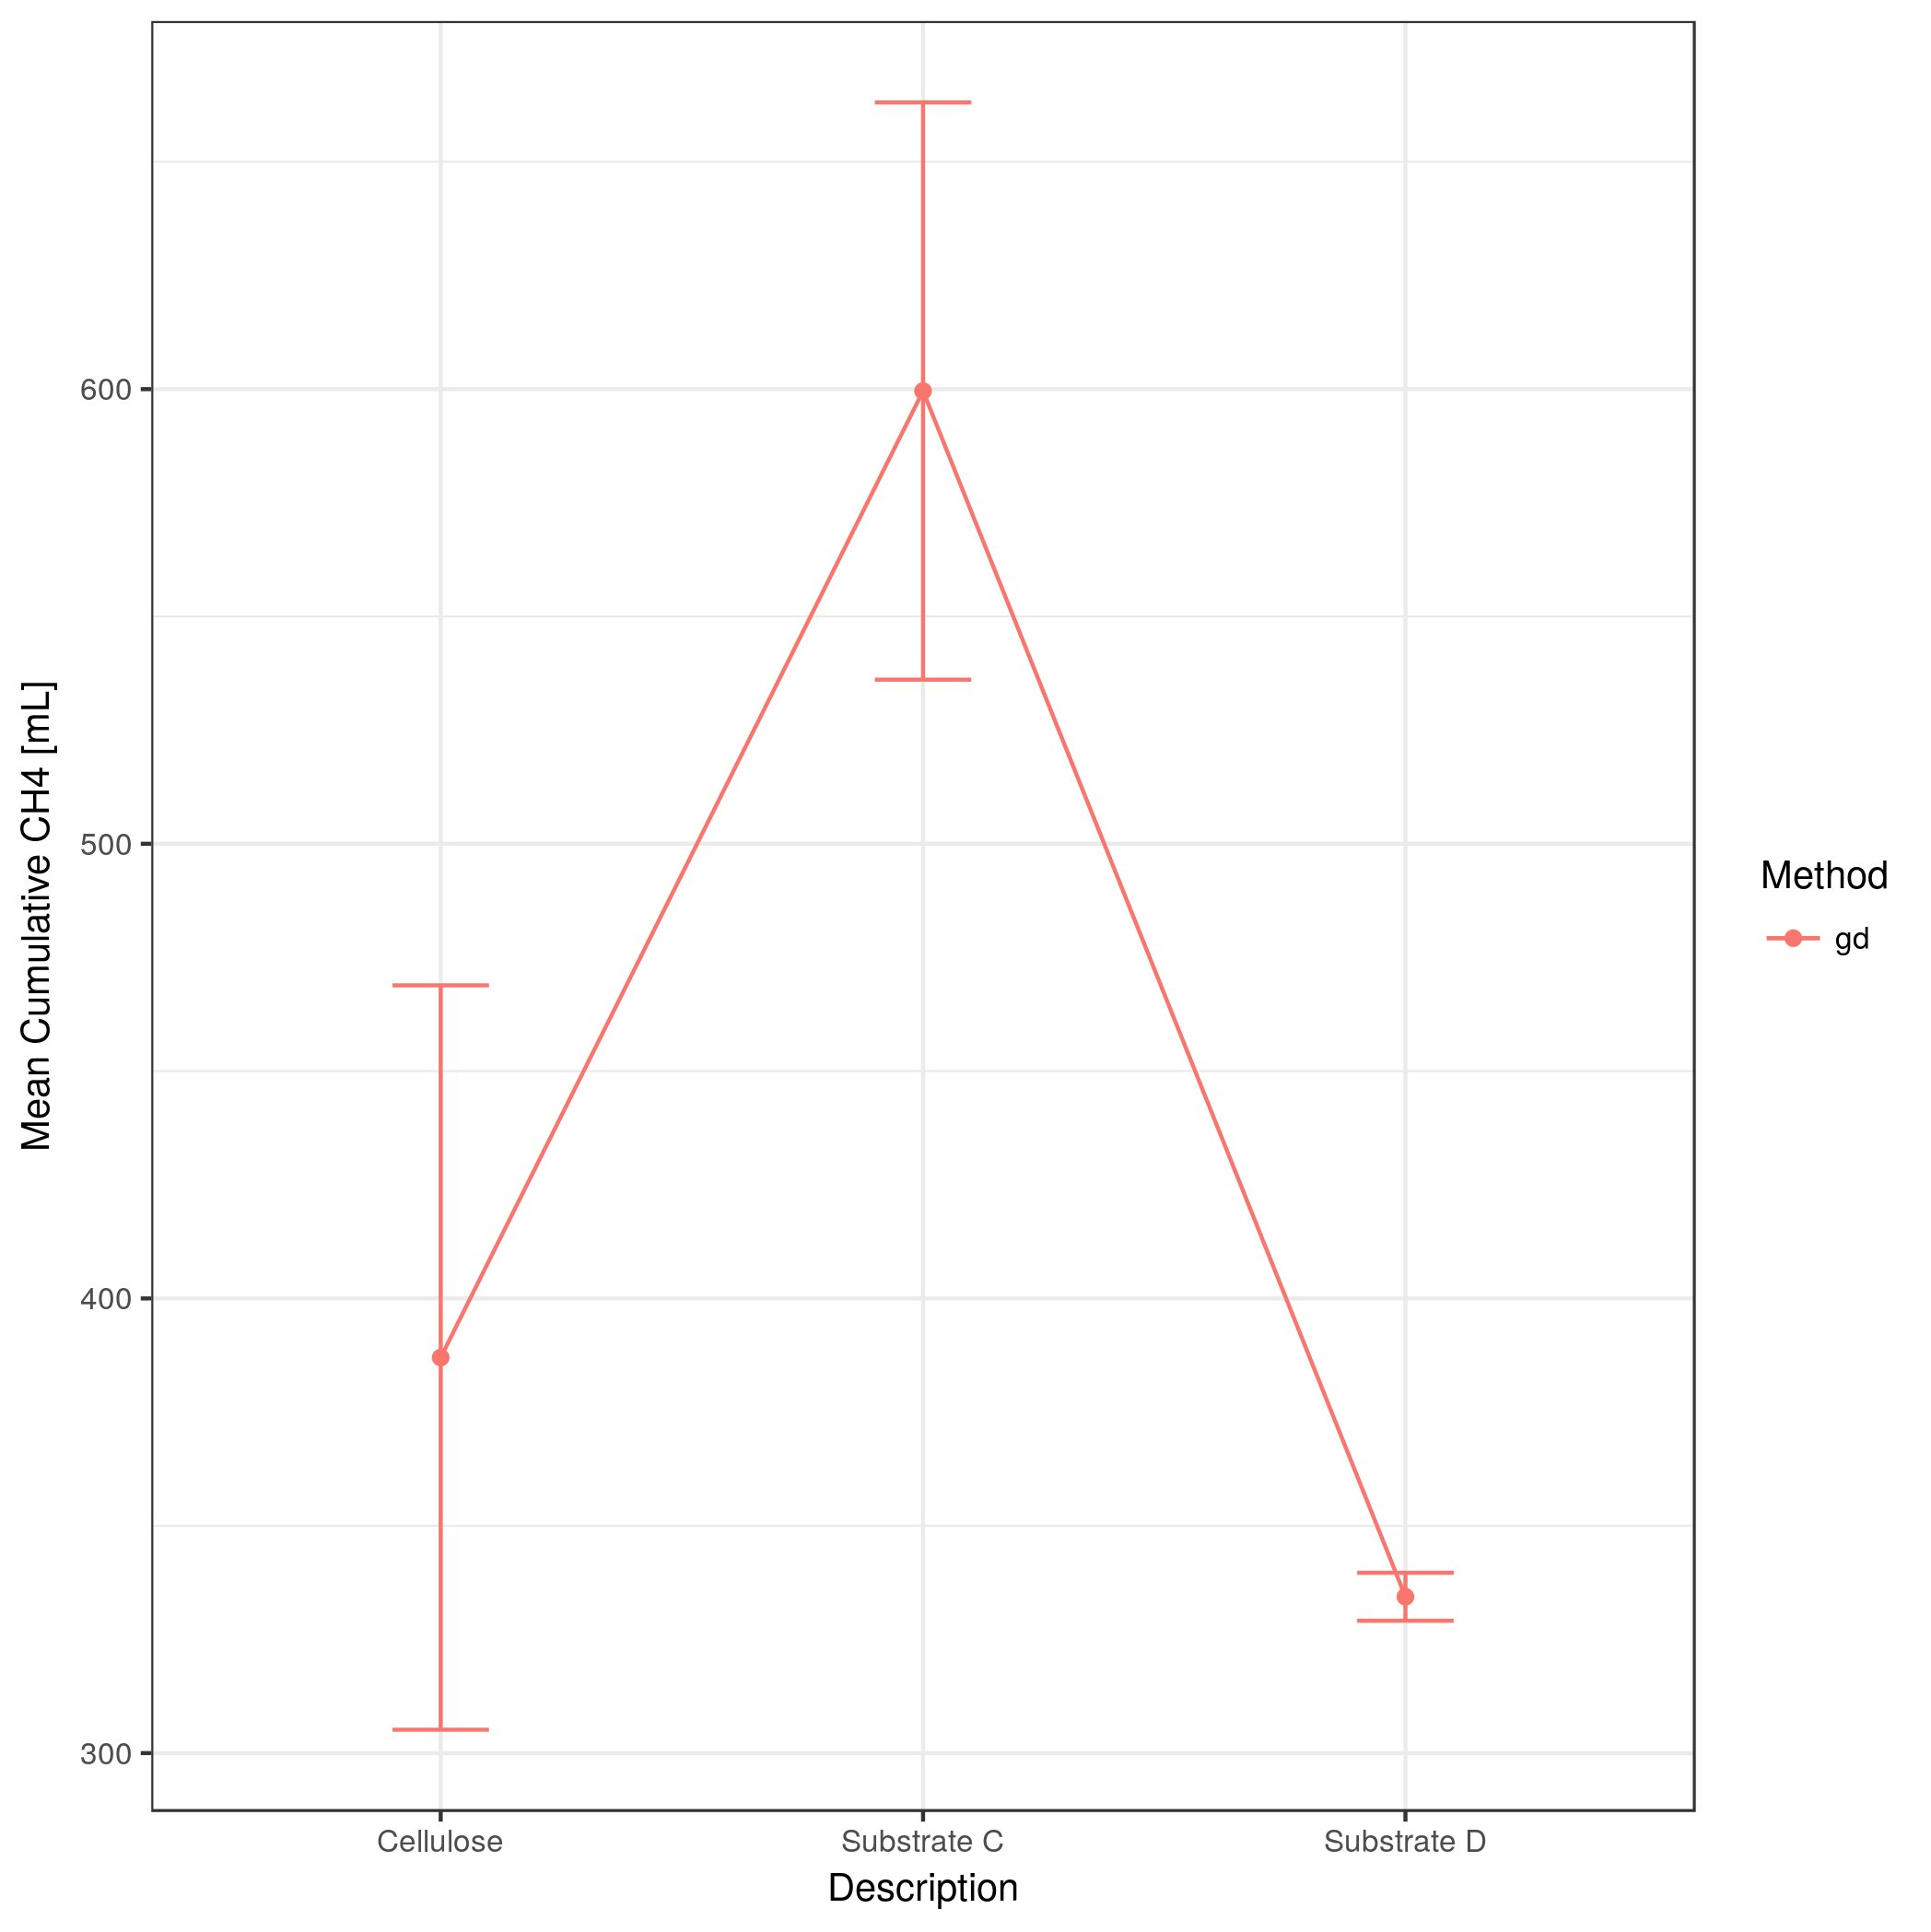 Mean Cumulative CH4 [mL]
600
500
400
300
Cellulose
Substrate C
Substrate D
Description
Method
gd